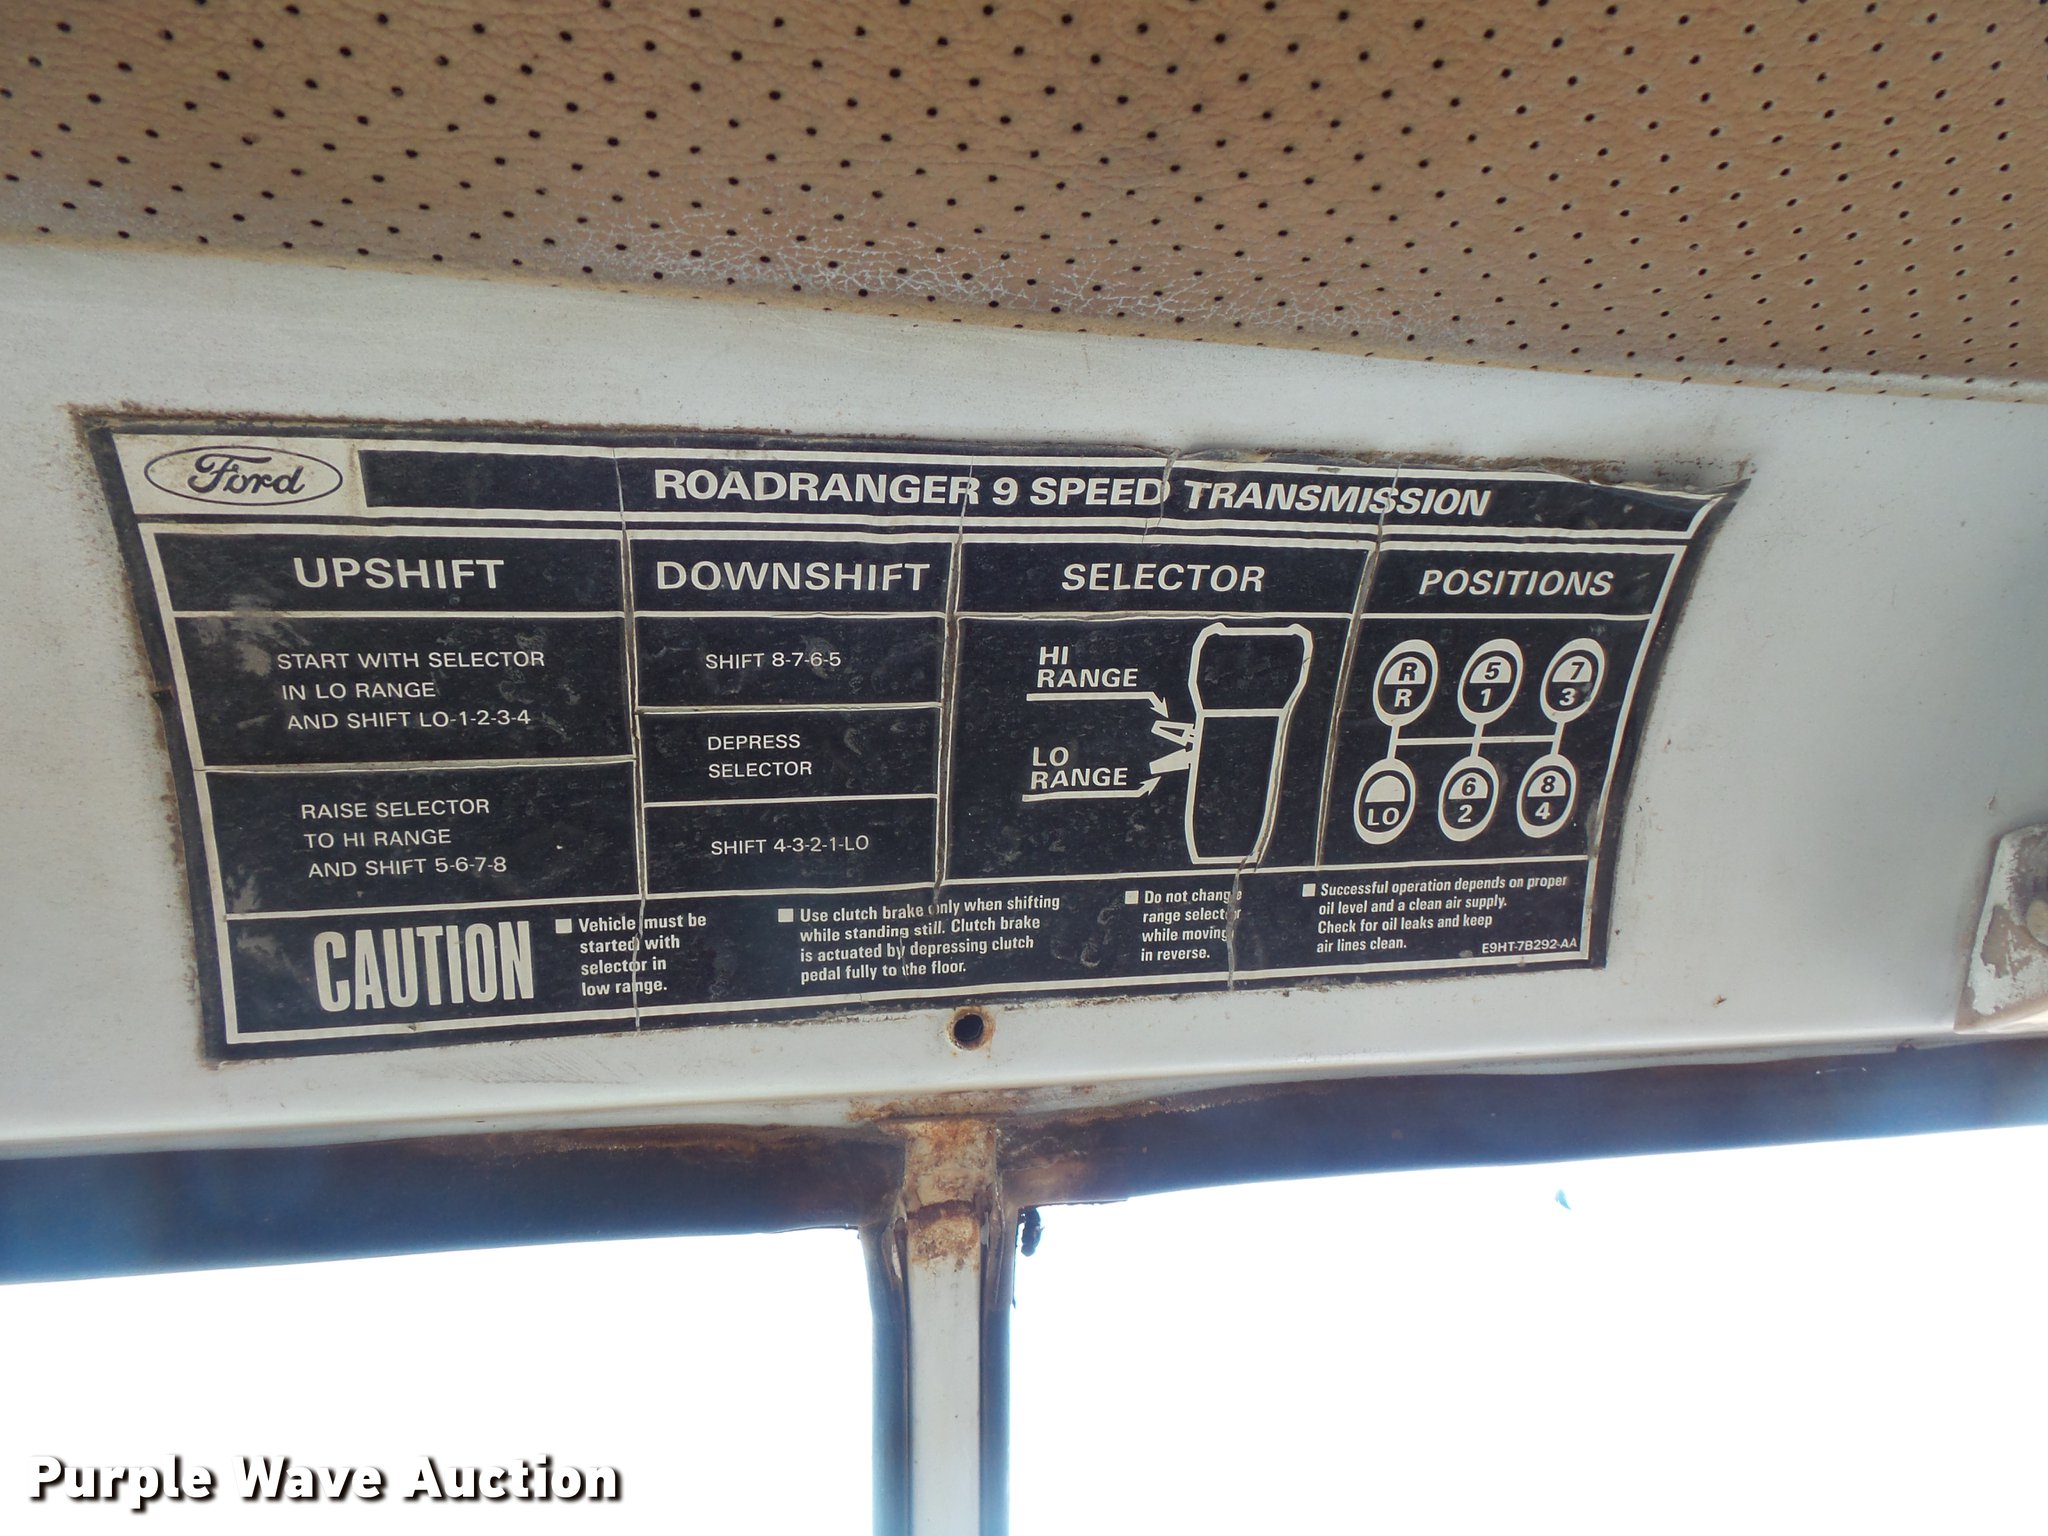 Ford
ROADRANGER 9 SPEED TRANSMISSION
UPSHIFT
START WITH SELECTOR
IN LO RANGE
AND SHIFT LO-1-2-3-4
RAISE SELECTOR
TO HI RANGE
AND SHIFT 5-6-7-8
DOWNSHIFT
SHIFT 8-7-6-5
DEPRESS
SELECTOR
SHIFT 4-3-2-1-LO
SELECTOR
HI
RANGE
LO
RANGE
POSITIONS
R 5 7
R 1 3
6 8
LO 2 4
CAUTION
■ Vehicle must be
started with
selector in
low range.
■ Use clutch brake only when shifting
while standing still. Clutch brake
is actuated by depressing clutch
pedal fully to the floor.
■ Do not change
range selector
while moving
in reverse.
■ Successful operation depends on proper
oil level and a clean air supply.
Check for oil leaks and keep
air lines clean.
E9HT-7B292-AA
Purple Wave Auction